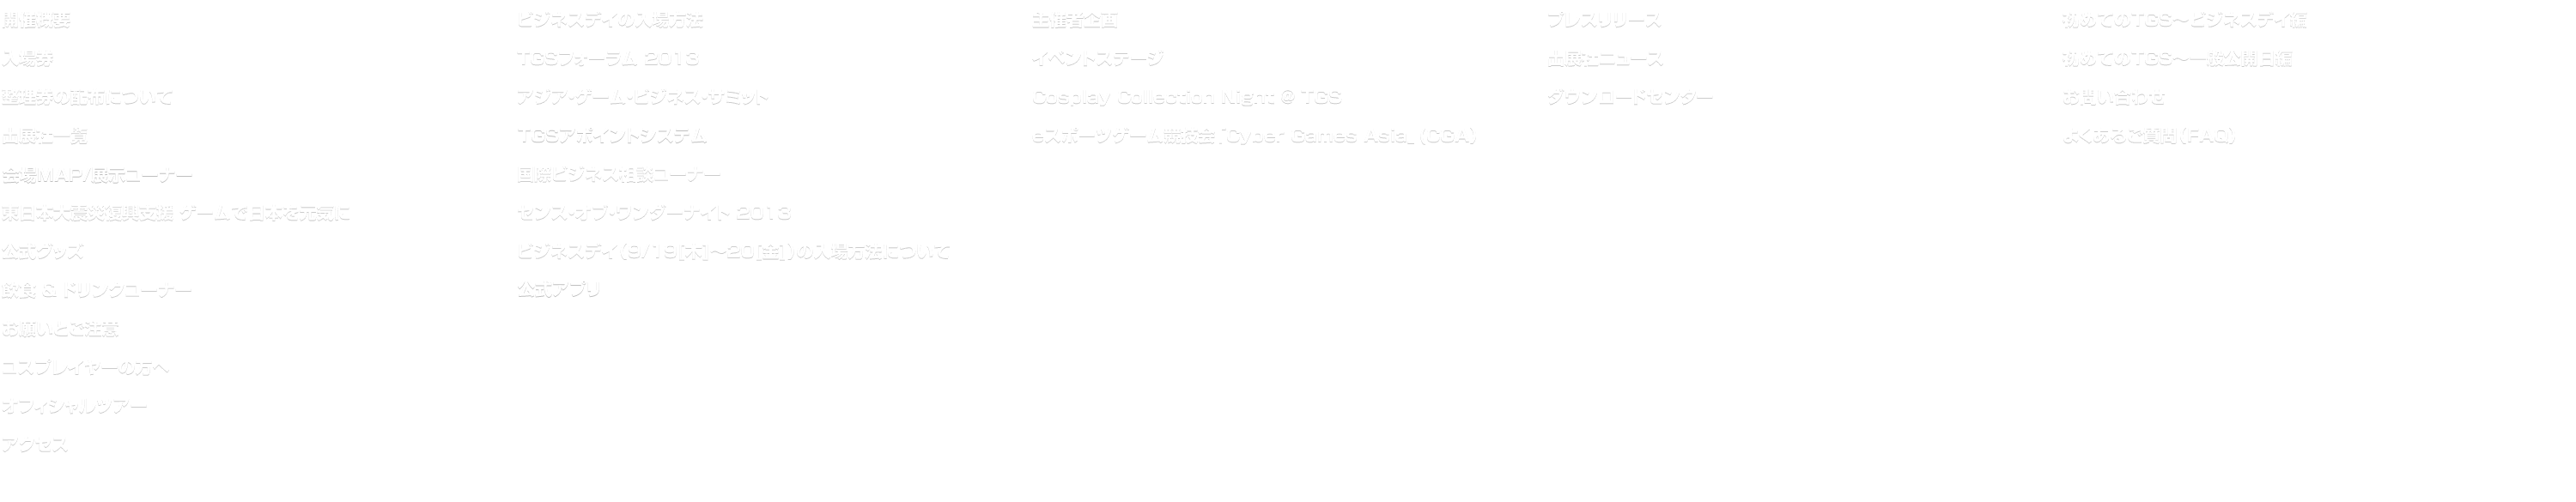 開催概要
入場券
整理券の配布について
出展社一覧
会場MAP/展示コーナー
東日本大震災復興支援 ゲームで日本を元気に
公式グッズ
飲食 & ドリンクコーナー
お願いとご注意
コスプレイヤーの方へ
オフィシャルツアー
アクセス
ビジネスデイの入場方法
TGSフォーラム 2013
アジア・ゲーム・ビジネス・サミット
TGSアポイントシステム
国際ビジネス相談コーナー
センス・オブ・ワンダーナイト 2013
ビジネスデイ(9/19[木]〜20[金])の入場方法について
公式アプリ
主催者企画
イベントステージ
Cosplay Collection Night @ TGS
eスポーツゲーム競技会「Cyber Games Asia」(CGA)
プレスリリース
出展社ニュース
ダウンロードセンター
初めてのTGS〜ビジネスデイ編
初めてのTGS〜一般公開日編
お問い合わせ
よくあるご質問(FAQ)